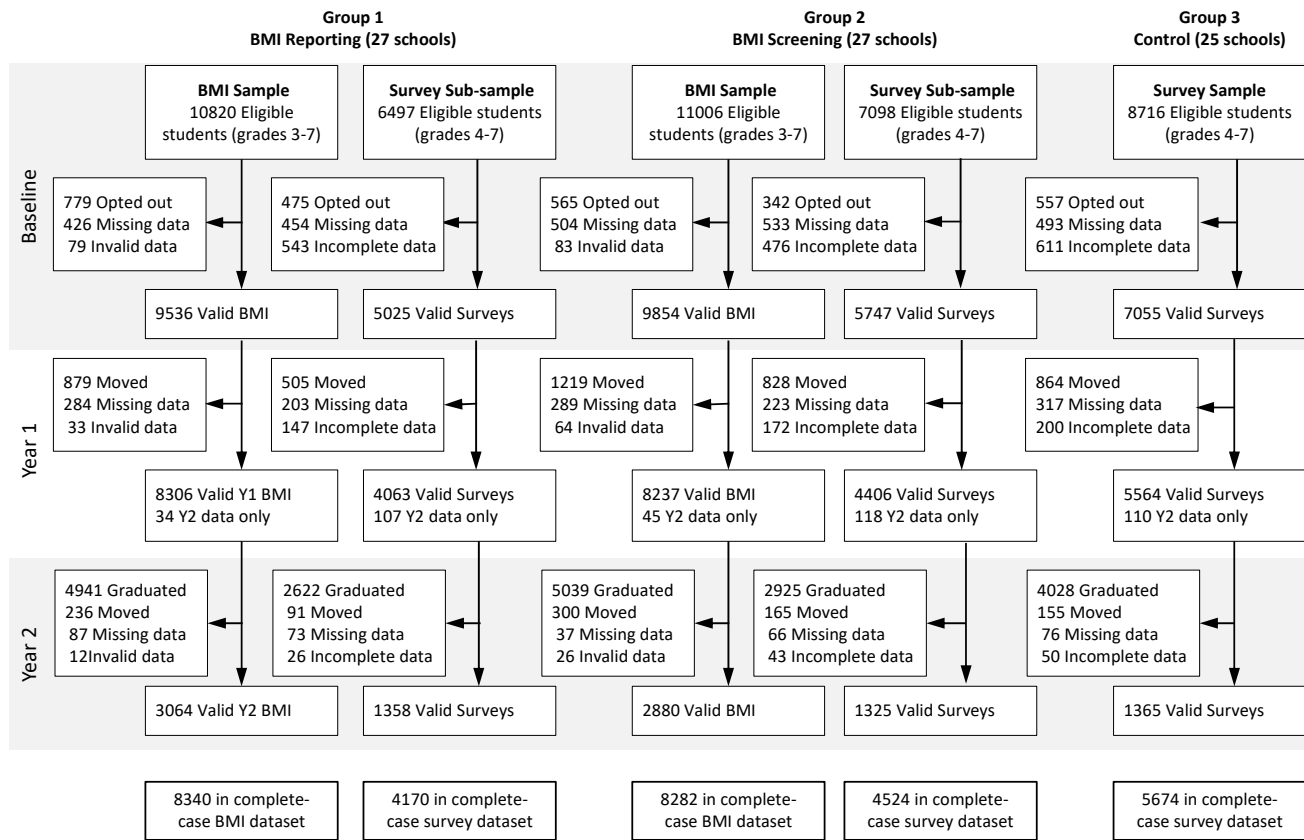 Group 1
BMI Reporting (27 schools)
Group 2
BMI Screening (27 schools)
Group 3
Control (25 schools)
Baseline
BMI Sample
10820 Eligible
students (grades 3-7)
Survey Sub-sample
6497 Eligible students
(grades 4-7)
BMI Sample
11006 Eligible
students (grades 3-7)
Survey Sub-sample
7098 Eligible students
(grades 4-7)
Survey Sample
8716 Eligible students
(grades 4-7)
779 Opted out
426 Missing data
79 Invalid data
475 Opted out
454 Missing data
543 Incomplete data
565 Opted out
504 Missing data
83 Invalid data
342 Opted out
533 Missing data
476 Incomplete data
557 Opted out
493 Missing data
611 Incomplete data
9536 Valid BMI
5025 Valid Surveys
9854 Valid BMI
5747 Valid Surveys
7055 Valid Surveys
Year 1
879 Moved
284 Missing data
33 Invalid data
505 Moved
203 Missing data
147 Incomplete data
1219 Moved
289 Missing data
64 Invalid data
828 Moved
223 Missing data
172 Incomplete data
864 Moved
317 Missing data
200 Incomplete data
8306 Valid Y1 BMI
34 Y2 data only
4063 Valid Surveys
107 Y2 data only
8237 Valid BMI
45 Y2 data only
4406 Valid Surveys
118 Y2 data only
5564 Valid Surveys
110 Y2 data only
Year 2
4941 Graduated
236 Moved
87 Missing data
12Invalid data
2622 Graduated
91 Moved
73 Missing data
26 Incomplete data
5039 Graduated
300 Moved
37 Missing data
26 Invalid data
2925 Graduated
165 Moved
66 Missing data
43 Incomplete data
4028 Graduated
155 Moved
76 Missing data
50 Incomplete data
3064 Valid Y2 BMI
1358 Valid Surveys
2880 Valid BMI
1325 Valid Surveys
1365 Valid Surveys
8340 in complete-
case BMI dataset
4170 in complete-
case survey dataset
8282 in complete-
case BMI dataset
4524 in complete-
case survey dataset
5674 in complete-
case survey dataset